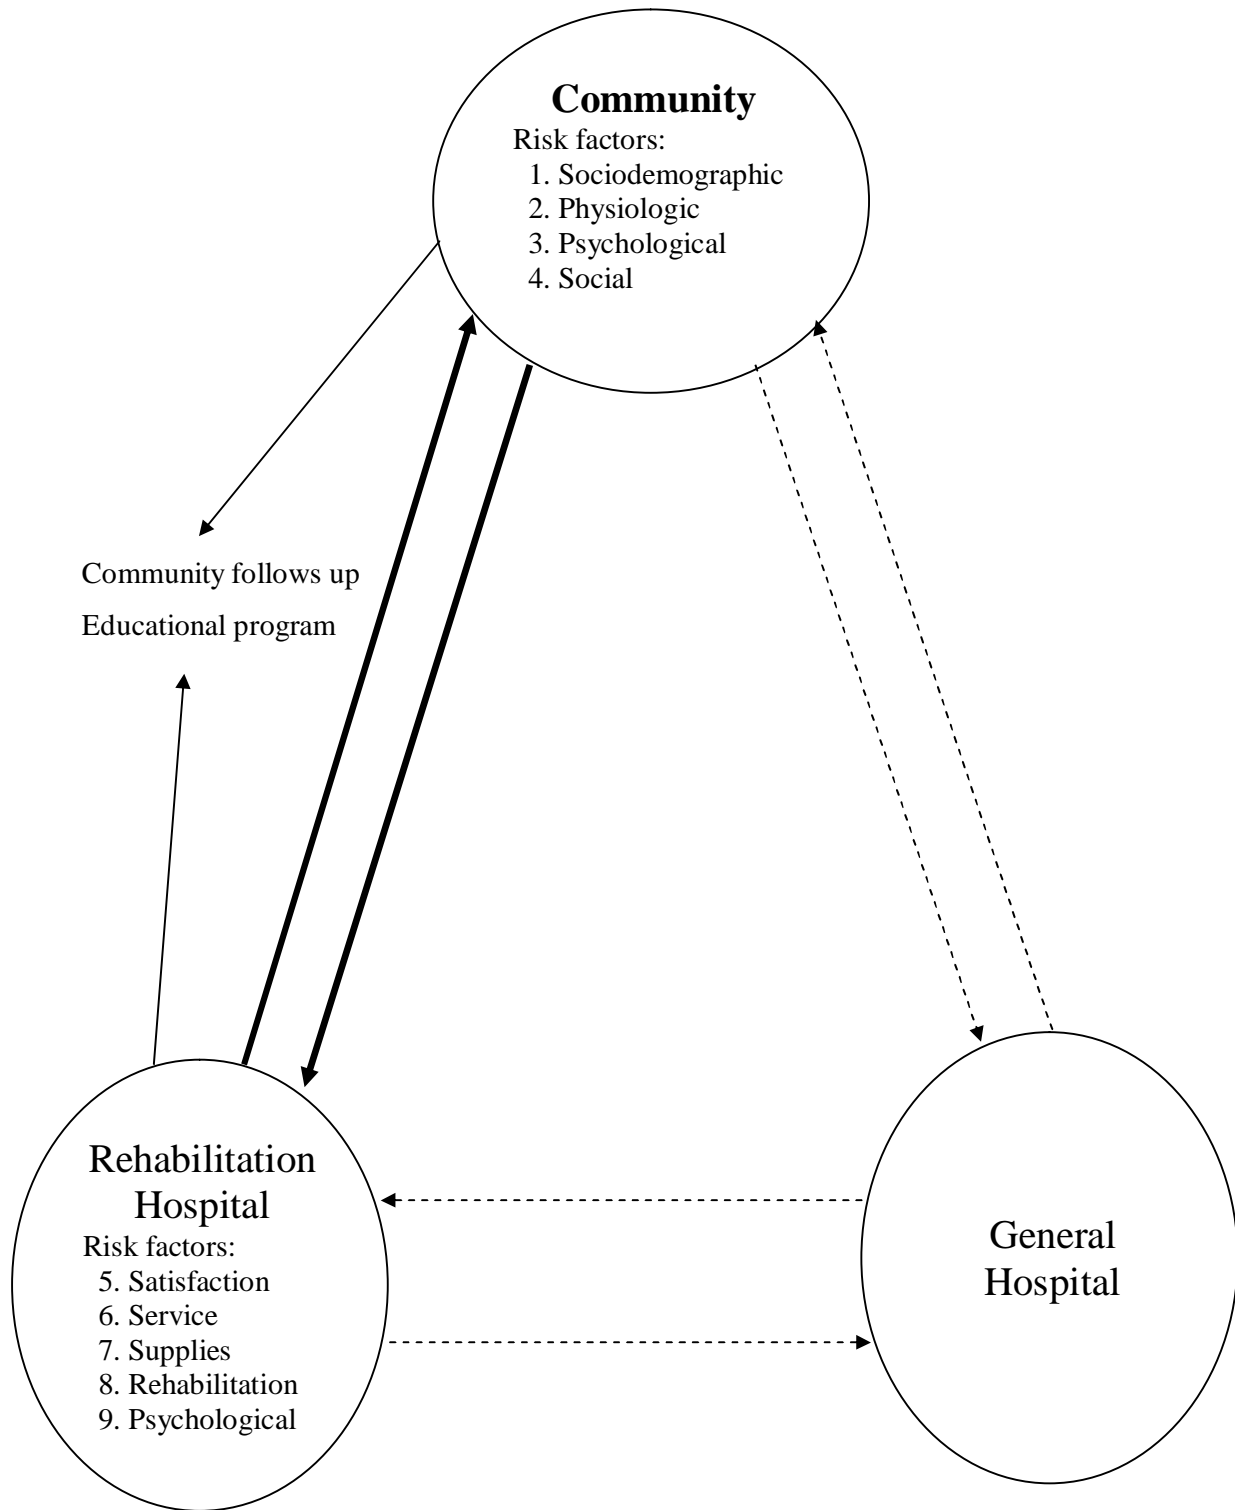 Community
Risk factors:
1. Sociodemographic
2. Physiologic
3. Psychological
4. Social
Community follows up
Educational program
Rehabilitation
Hospital
Risk factors:
5. Satisfaction
6. Service
7. Supplies
8. Rehabilitation
9. Psychological
General
Hospital